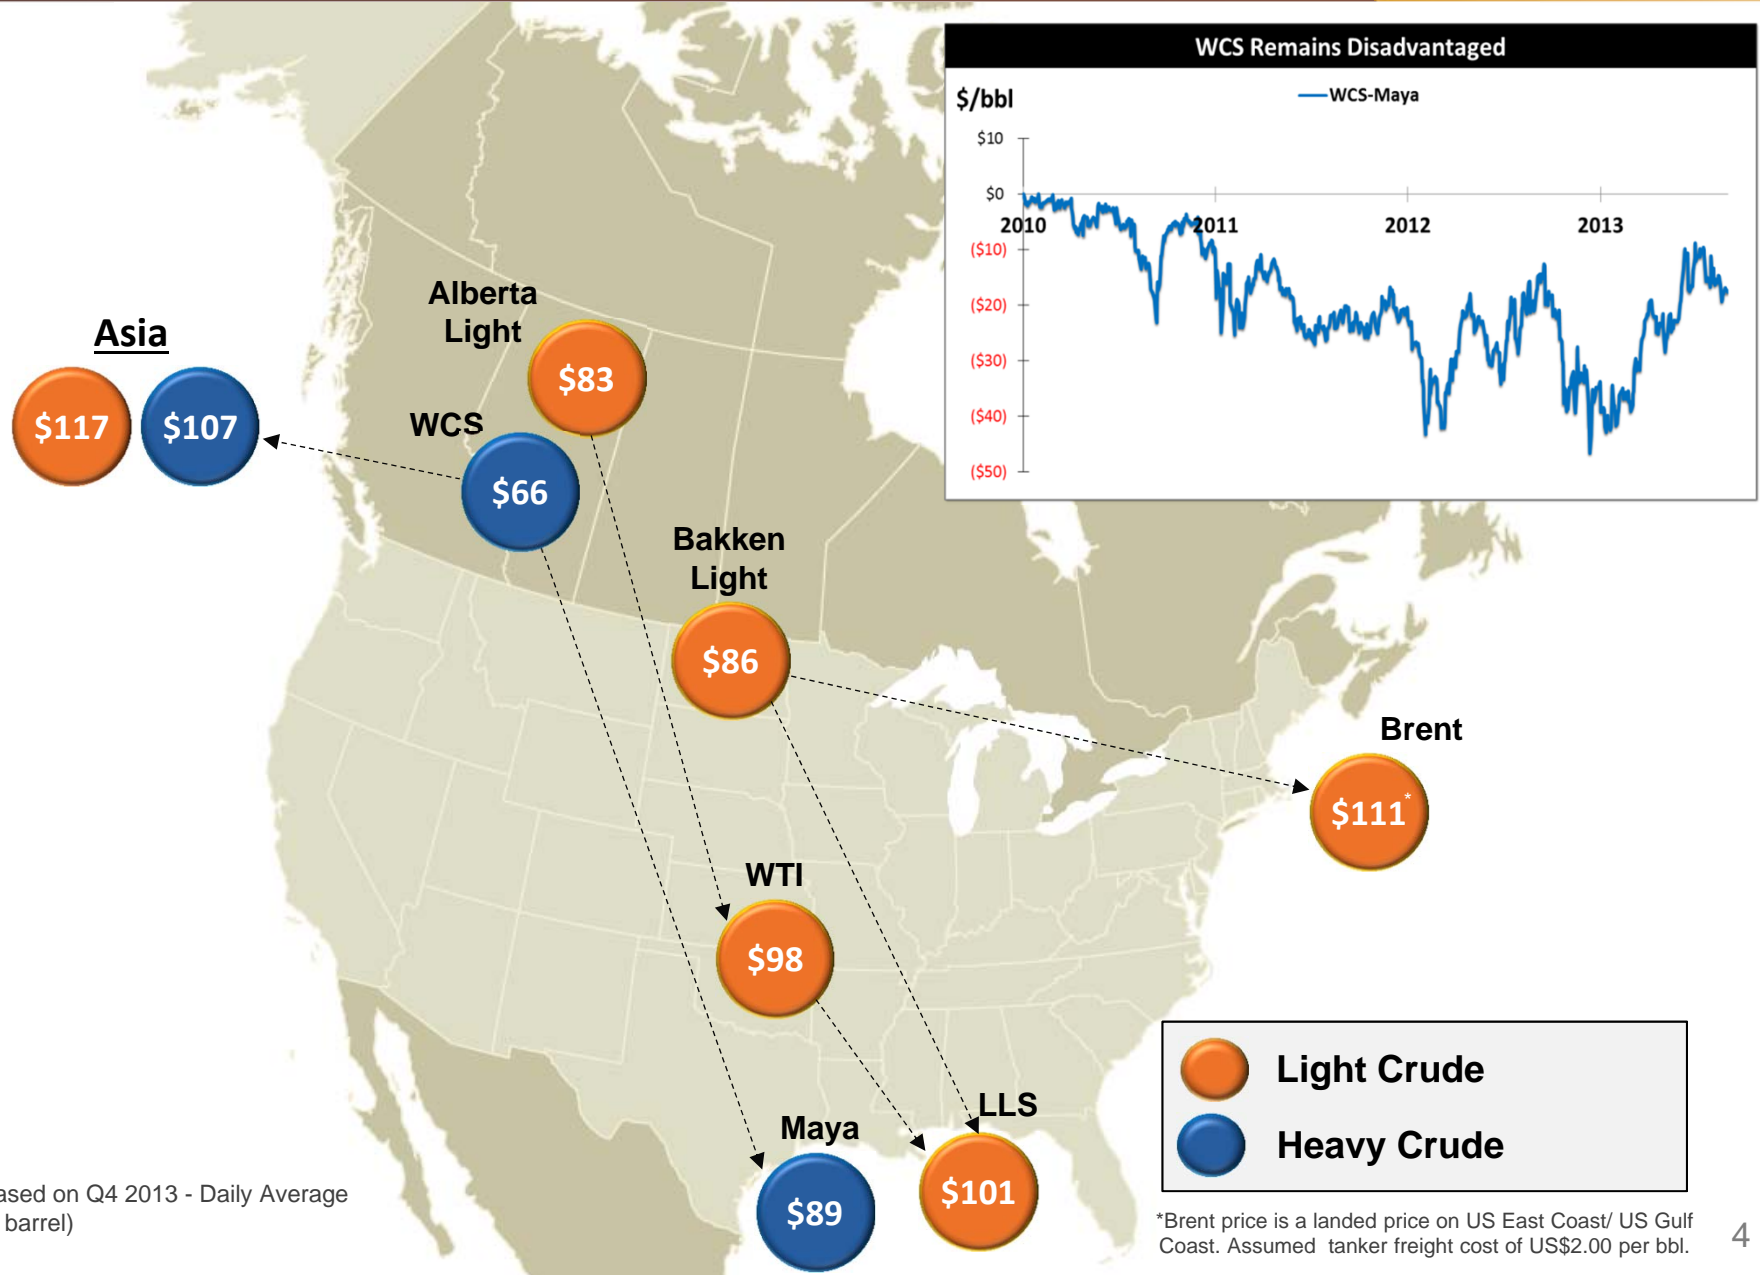 WCS Remains Disadvantaged
$/bbl
WCS-Maya
$10
$0
2010
2011
2012
2013
($10)
($20)
($30)
($40)
($50)
Alberta
Light
$83
Asia
$117
$107
WCS
$66
Bakken
Light
$86
Brent
$111*
WTI
$98
LLS
$101
Maya
$89
Light Crude
Heavy Crude
on Q4 2013 - Daily Average
barrel)
*Brent price is a landed price on US East Coast/ US Gulf
Coast. Assumed tanker freight cost of US$2.00 per bbl.
4